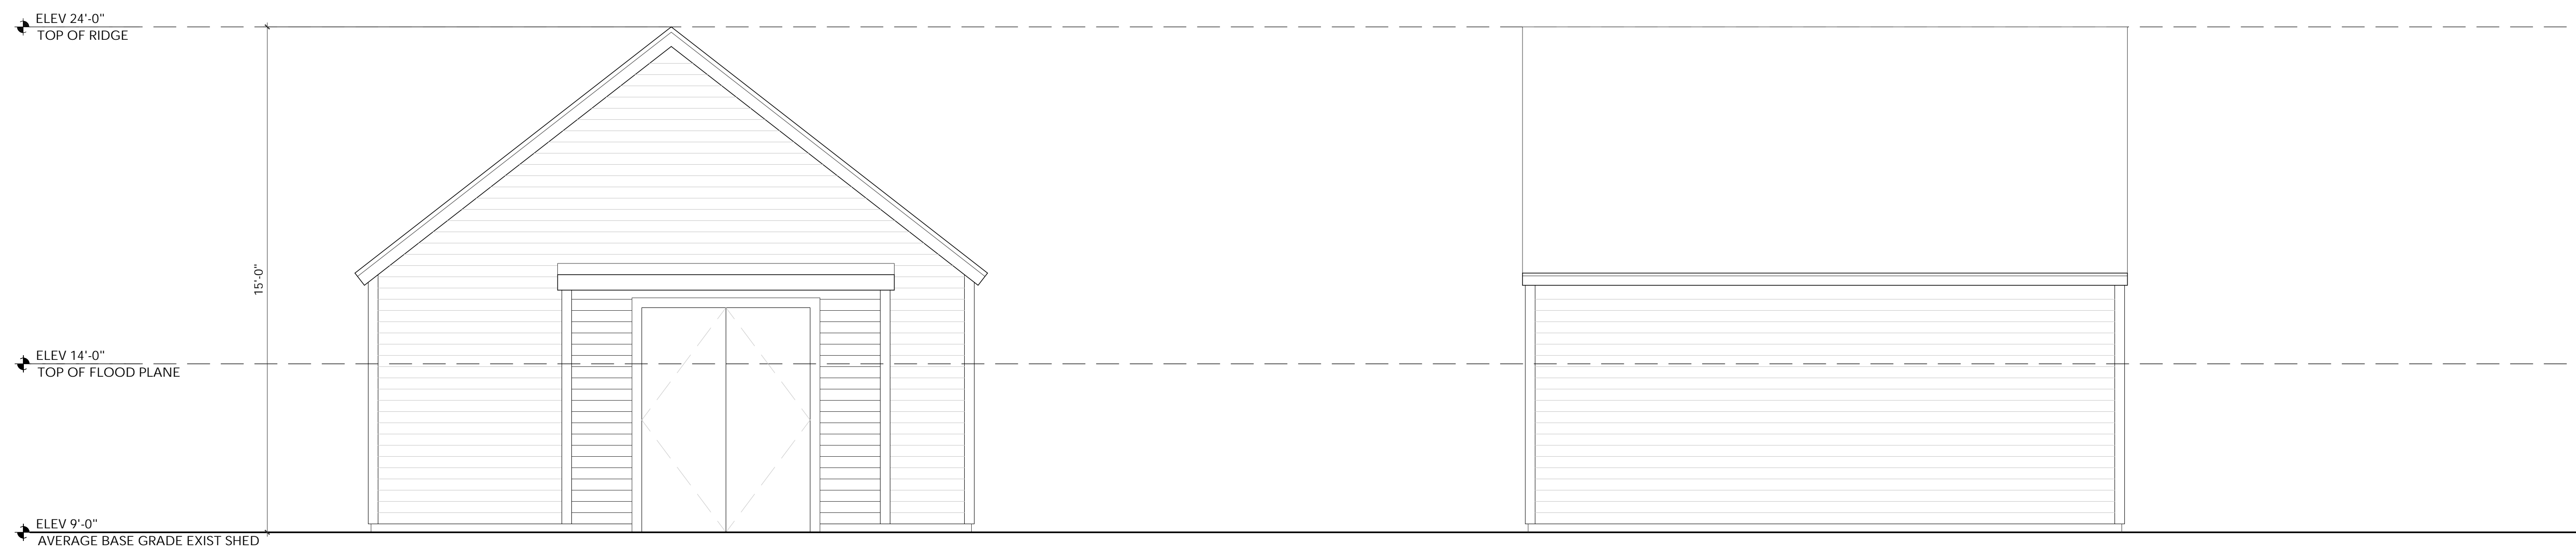 ELEV 24'-0"
TOP OF RIDGE
15'-0"
ELEV 14'-0"
TOP OF FLOOD PLANE
ELEV 9'-0"
AVERAGE BASE GRADE EXIST SHED